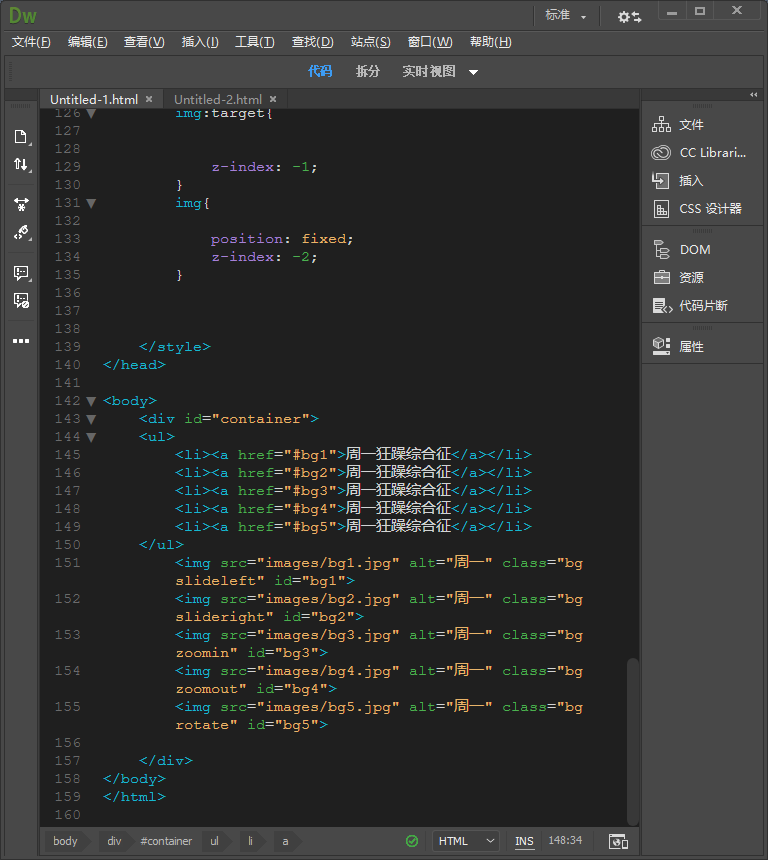 Dw
标准
文件(F) 编辑(E) 查看(V) 插入(I) 工具(T) 查找(D) 站点(S) 窗口(W) 帮助(H)
代码 拆分 实时视图
Untitled-1.html × Untitled-2.html ×
126 img:target{
127
128
129 z-index: -1;
130 }
131 img{
132
133 position: fixed;
134 z-index: -2;
135 }
136
137
138
139 </style>
140 </head>
141
142 <body>
143 <div id="container">
144 <ul>
145 <li><a href="#bg1">周一狂躁综合征</a></li>
146 <li><a href="#bg2">周一狂躁综合征</a></li>
147 <li><a href="#bg3">周一狂躁综合征</a></li>
148 <li><a href="#bg4">周一狂躁综合征</a></li>
149 <li><a href="#bg5">周一狂躁综合征</a></li>
150 </ul>
151 <img src="images/bg1.jpg" alt="周一" class="bg
slideleft" id="bg1">
152 <img src="images/bg2.jpg" alt="周一" class="bg
slideright" id="bg2">
153 <img src="images/bg3.jpg" alt="周一" class="bg
zoomin" id="bg3">
154 <img src="images/bg4.jpg" alt="周一" class="bg
zoomout" id="bg4">
155 <img src="images/bg5.jpg" alt="周一" class="bg
rotate" id="bg5">
156
157 </div>
158 </body>
159 </html>
160
文件
CC Librari...
插入
CSS 设计器
DOM
资源
代码片断
属性
body div #container ul li a HTML INS 148:34